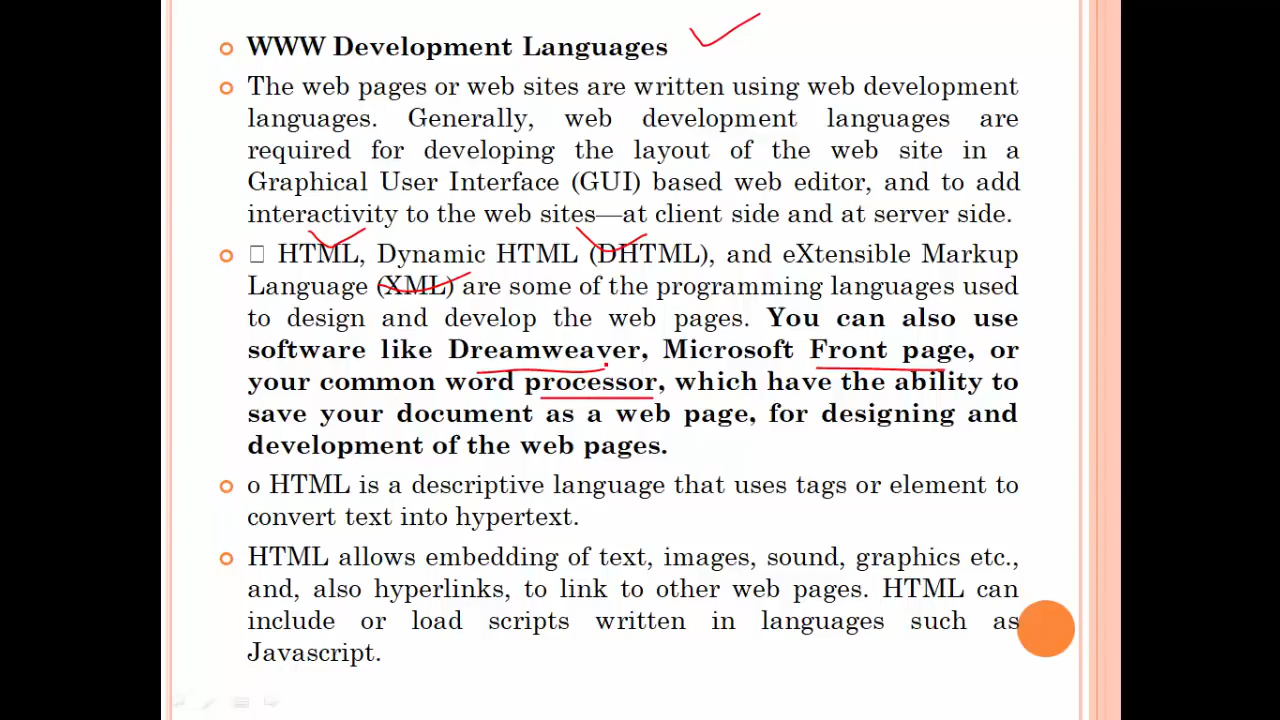 WWW Development Languages
The web pages or web sites are written using web development
languages. Generally, web development languages are
required for developing the layout of the web site in a
Graphical User Interface (GUI) based web editor, and to add
interactivity to the web sites—at client side and at server side.
□ HTML, Dynamic HTML (DHTML), and eXtensible Markup
Language (XML) are some of the programming languages used
to design and develop the web pages. You can also use
software like Dreamweaver, Microsoft Front page, or
your common word processor, which have the ability to
save your document as a web page, for designing and
development of the web pages.
o HTML is a descriptive language that uses tags or element to
convert text into hypertext.
HTML allows embedding of text, images, sound, graphics etc.,
and, also hyperlinks, to link to other web pages. HTML can
include or load scripts written in languages such as
Javascript.